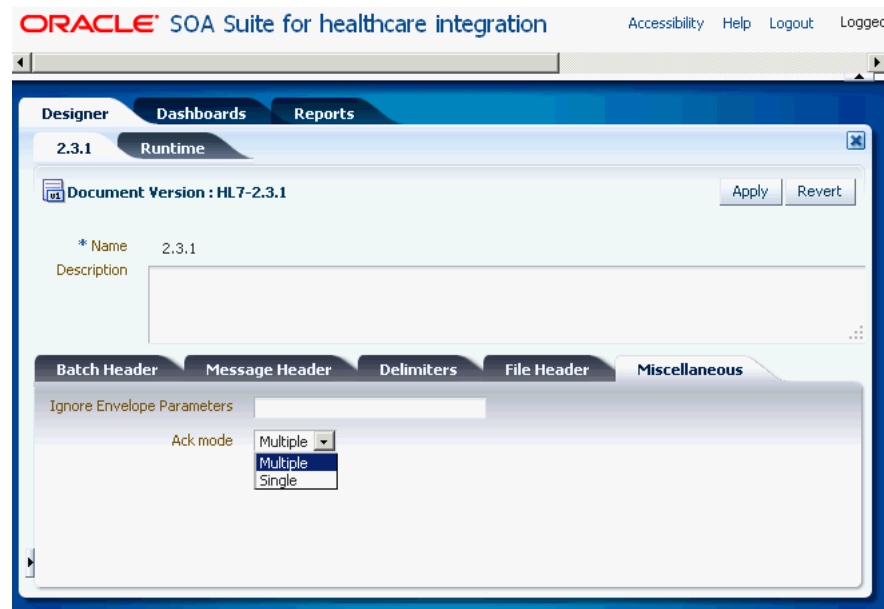 ORACLE® SOA Suite for healthcare integration Accessibility Help Logout Logged
Designer Dashboards Reports
2.3.1 Runtime
v1 Document Version : HL7-2.3.1 Apply Revert
* Name 2.3.1
Description
Batch Header Message Header Delimiters File Header Miscellaneous
Ignore Envelope Parameters
Ack mode Multiple
Multiple
Single